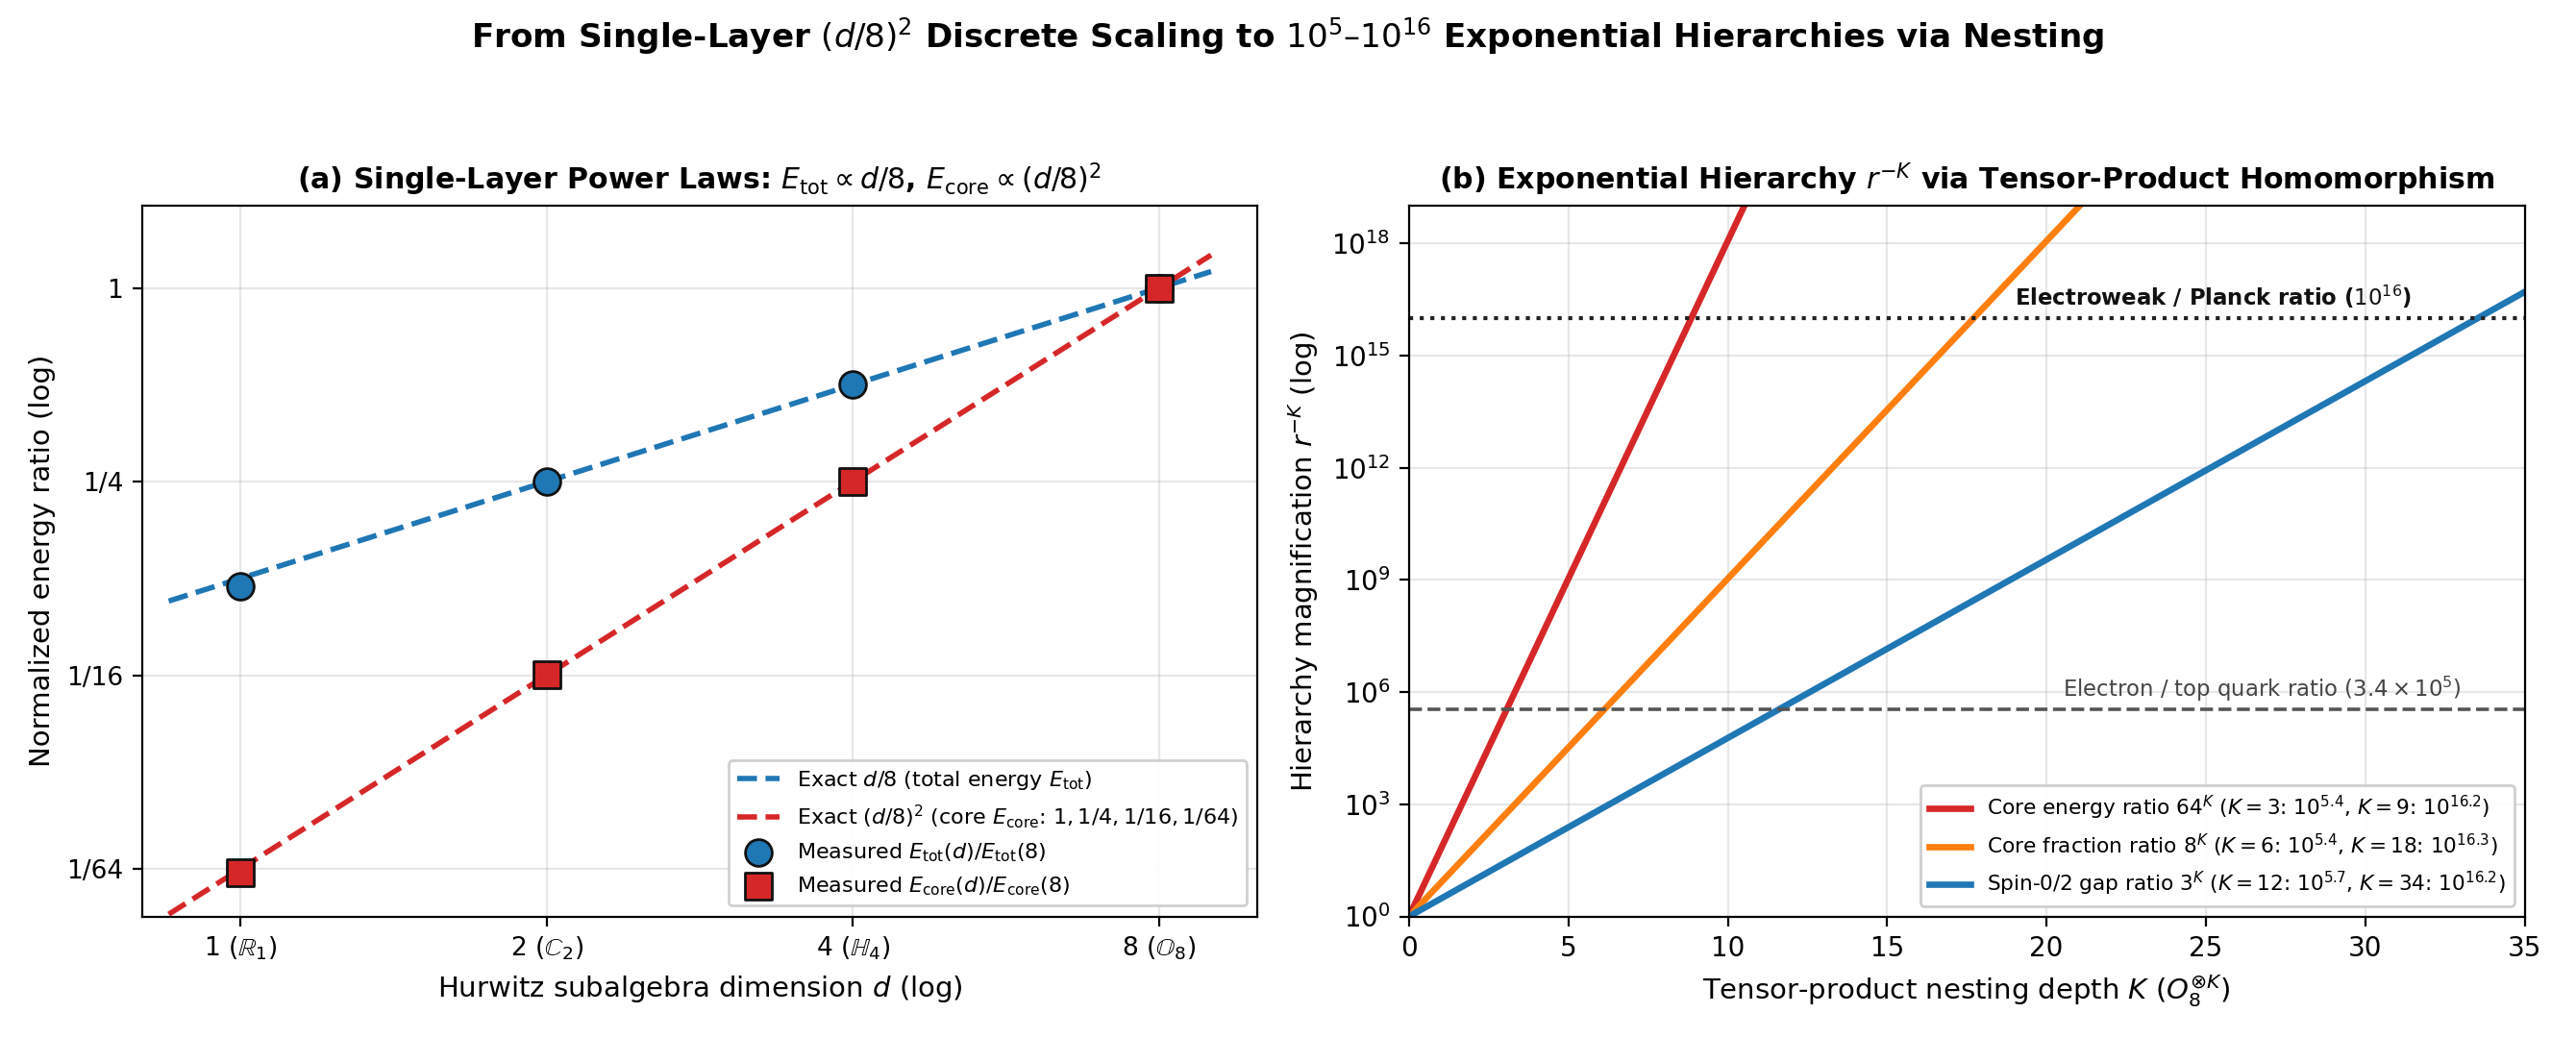 From Single-Layer (d/8)² Discrete Scaling to 10⁵–10¹⁶ Exponential Hierarchies via Nesting
(a) Single-Layer Power Laws: E_tot ∝ d/8, E_core ∝ (d/8)²
Normalized energy ratio (log)
1
1/4
1/16
1/64
Exact d/8 (total energy E_tot)
Exact (d/8)² (core E_core: 1, 1/4, 1/16, 1/64)
Measured E_tot(d)/E_tot(8)
Measured E_core(d)/E_core(8)
1 (ℝ₁) 2 (ℂ₂) 4 (ℍ₄) 8 (𝕆₈)
Hurwitz subalgebra dimension d (log)
(b) Exponential Hierarchy r⁻ᴷ via Tensor-Product Homomorphism
Hierarchy magnification r⁻ᴷ (log)
10¹⁸
10¹⁵
10¹²
10⁹
10⁶
10³
10⁰
Electroweak / Planck ratio (10¹⁶)
Electron / top quark ratio (3.4 × 10⁵)
Core energy ratio 64ᴷ (K = 3: 10^5.4, K = 9: 10^16.2)
Core fraction ratio 8ᴷ (K = 6: 10^5.4, K = 18: 10^16.3)
Spin-0/2 gap ratio 3ᴷ (K = 12: 10^5.7, K = 34: 10^16.2)
0 5 10 15 20 25 30 35
Tensor-product nesting depth K (O₈^⊗K)